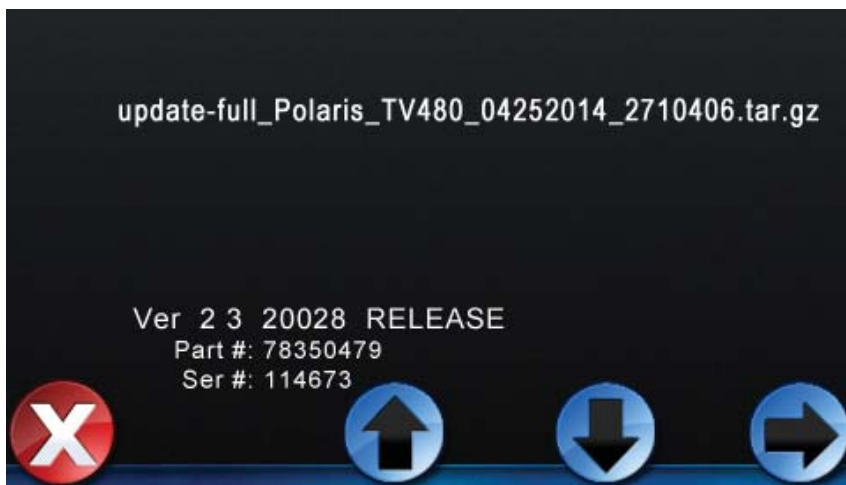 update-full_Polaris_TV480_04252014_2710406.tar.gz
Ver 2 3 20028 RELEASE
Part #: 78350479
Ser #: 114673
X